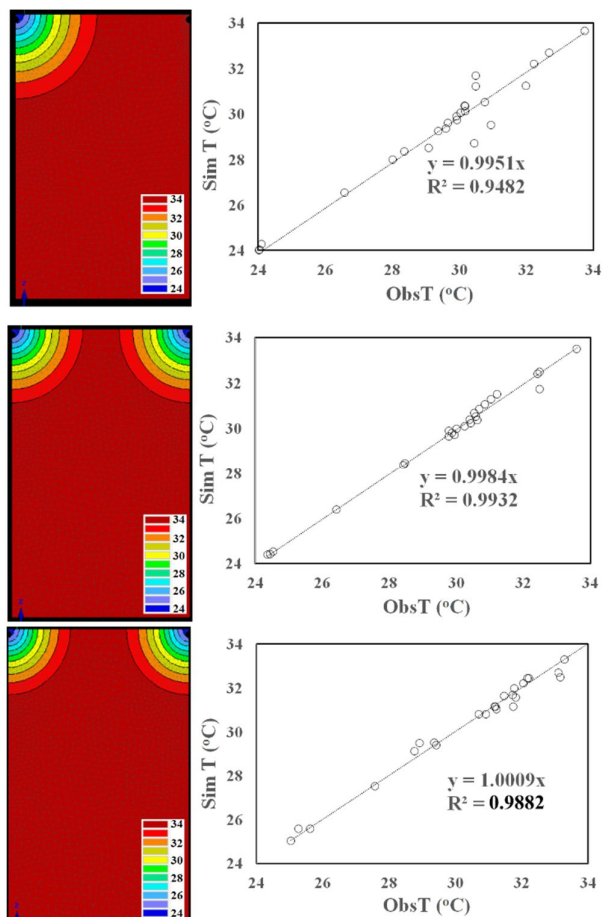 34
32
30
28
26
24
z
34
32
30
28
26
24
Sim T (°C)
y = 0.9951x
R² = 0.9482
24 26 28 30 32 34
ObsT (°C)
34
32
30
28
26
24
34
32
30
28
26
24
Sim T (°C)
y = 0.9984x
R² = 0.9932
24 26 28 30 32 34
ObsT (°C)
34
32
30
28
26
24
34
32
30
28
26
24
Sim T (°C)
y = 1.0009x
R² = 0.9882
24 26 28 30 32 34
ObsT (°C)